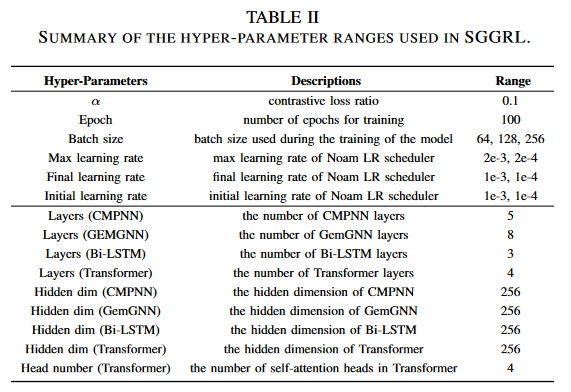 TABLE II
SUMMARY OF THE HYPER-PARAMETER RANGES USED IN SGGRL.
Hyper-Parameters Descriptions Range
α contrastive loss ratio 0.1
Epoch number of epochs for training 100
Batch size batch size used during the training of the model 64, 128, 256
Max learning rate max learning rate of Noam LR scheduler 2e-3, 2e-4
Final learning rate final learning rate of Noam LR scheduler 1e-3, 1e-4
Initial learning rate initial learning rate of Noam LR scheduler 1e-3, 1e-4
Layers (CMPNN) the number of CMPNN layers 5
Layers (GEMGNN) the number of GemGNN layers 8
Layers (Bi-LSTM) the number of Bi-LSTM layers 3
Layers (Transformer) the number of Transformer layers 4
Hidden dim (CMPNN) the hidden dimension of CMPNN 256
Hidden dim (GemGNN) the hidden dimension of GemGNN 256
Hidden dim (Bi-LSTM) the hidden dimension of Bi-LSTM 256
Hidden dim (Transformer) the hidden dimension of Transformer 256
Head number (Transformer) the number of self-attention heads in Transformer 4